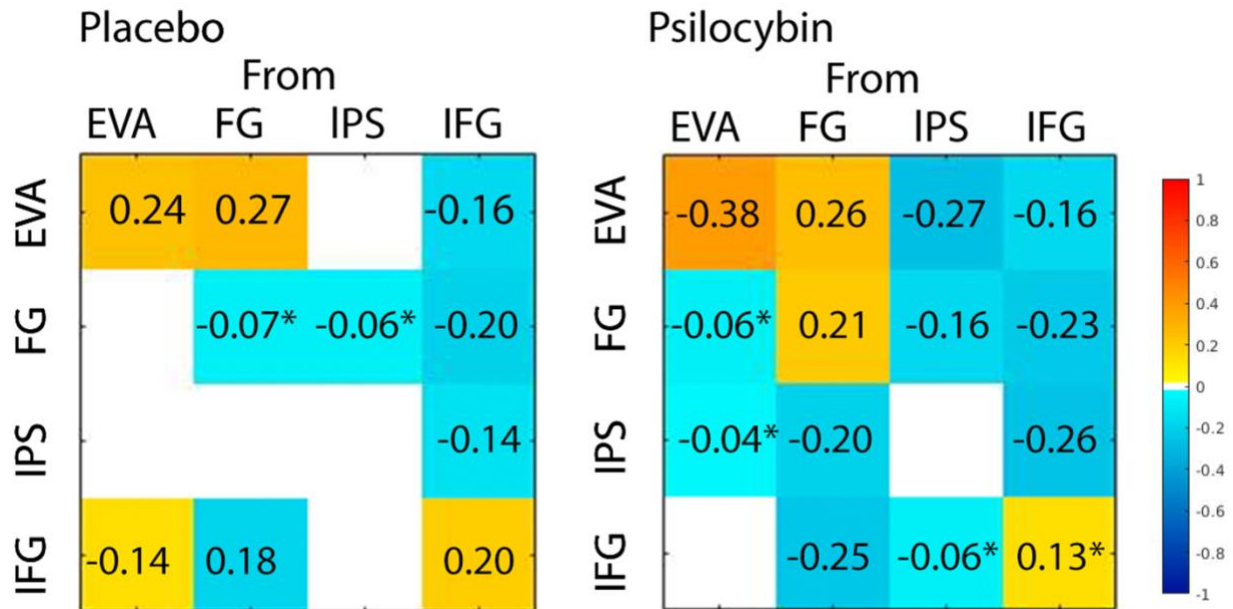 Placebo
From
EVA FG IPS IFG
EVA 0.24 0.27 -0.16
FG -0.07* -0.06* -0.20
IPS -0.14
IFG -0.14 0.18 0.20
Psilocybin
From
EVA FG IPS IFG
EVA -0.38 0.26 -0.27 -0.16
FG -0.06* 0.21 -0.16 -0.23
IPS -0.04* -0.20 -0.26
IFG -0.25 -0.06* 0.13*
1
0.8
0.6
0.4
0.2
0
-0.2
-0.4
-0.6
-0.8
-1